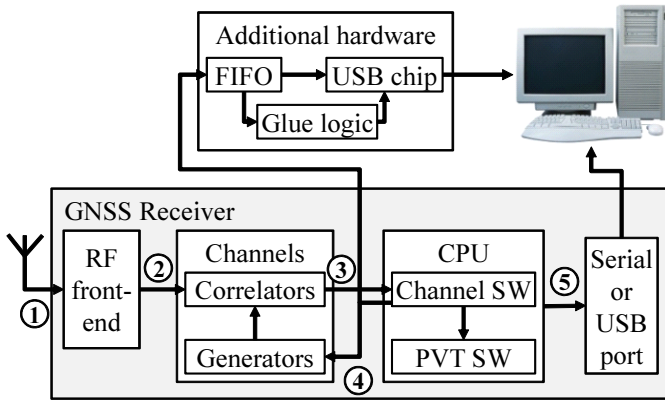 Additional hardware
FIFO
USB chip
Glue logic
GNSS Receiver
RF
front-
end
Channels
Correlators
Generators
CPU
Channel SW
PVT SW
Serial
or
USB
port
1
2
3
4
5